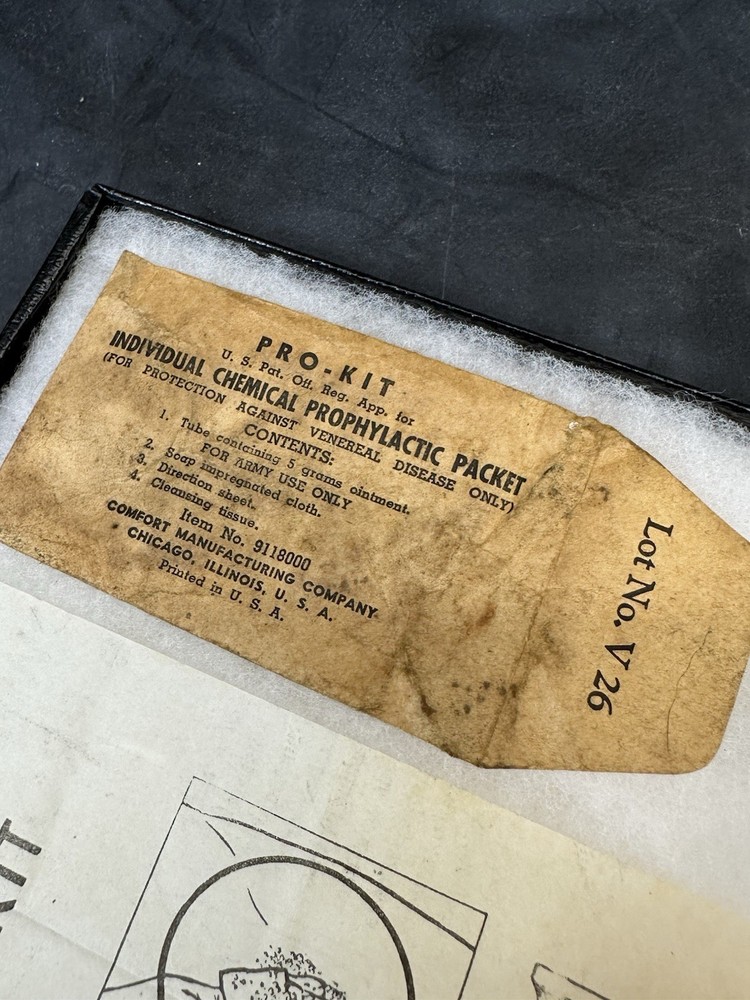 PRO-KIT
U. S. Pat. Off. Reg. App. for
INDIVIDUAL CHEMICAL PROPHYLACTIC PACKET
(FOR PROTECTION AGAINST VENEREAL DISEASE ONLY)
CONTENTS:
FOR ARMY USE ONLY
1. Tube containing 5 grams ointment.
2. Soap impregnated cloth.
3. Direction sheet.
4. Cleansing tissue.
Item No. 9118000
COMFORT MANUFACTURING COMPANY
CHICAGO, ILLINOIS, U. S. A.
Printed in U. S. A.
Lot No. V 26